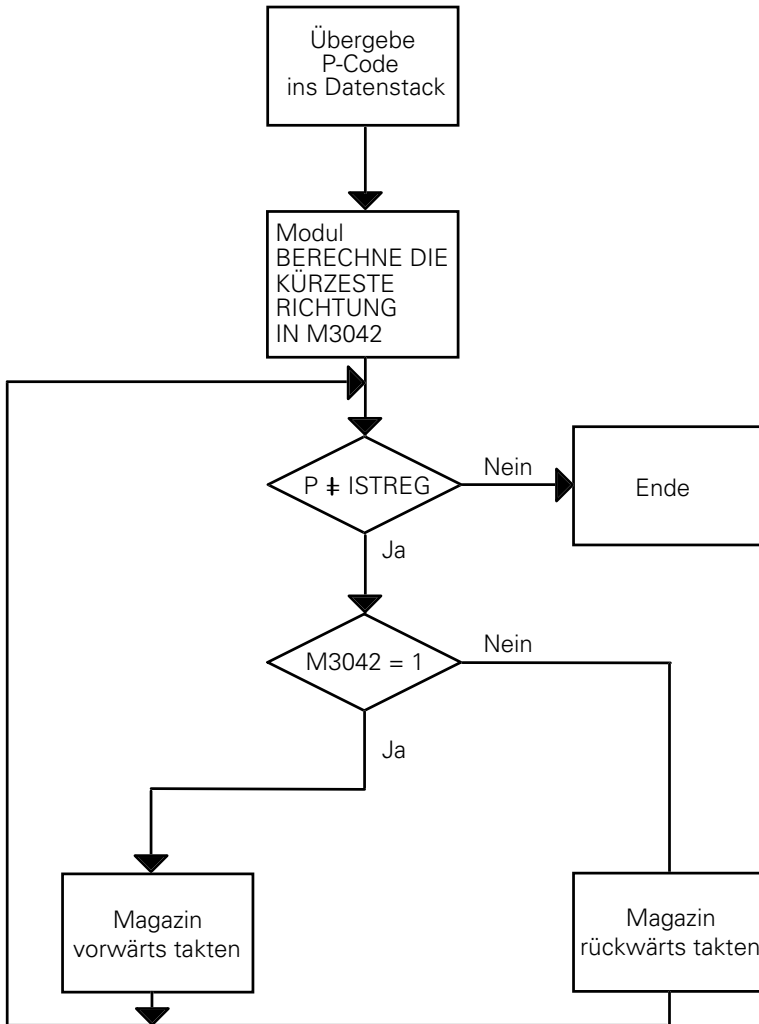 Übergebe
P-Code
ins Datenstack
Modul
BERECHNE DIE
KÜRZESTE
RICHTUNG
IN M3042
P ǂ ISTREG
Nein
Ende
Ja
M3042 = 1
Nein
Ja
Magazin
vorwärts takten
Magazin
rückwärts takten